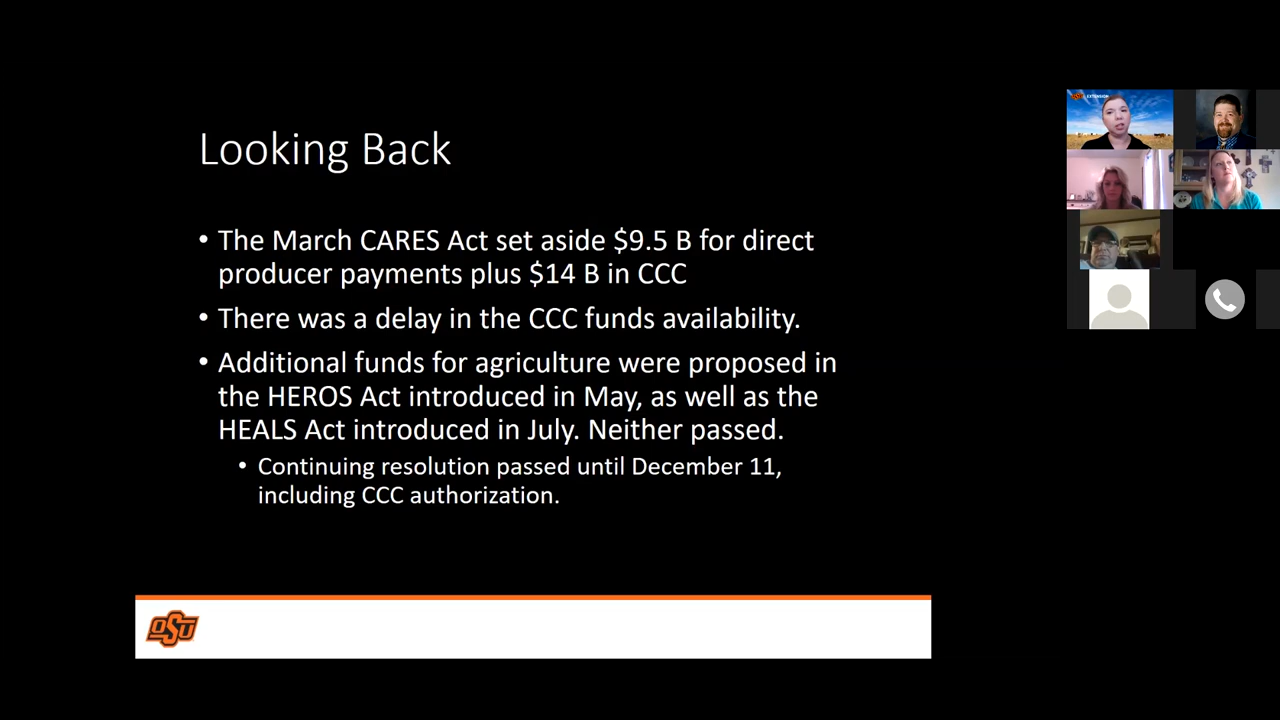 Looking Back
• The March CARES Act set aside $9.5 B for direct
producer payments plus $14 B in CCC
• There was a delay in the CCC funds availability.
• Additional funds for agriculture were proposed in
the HEROS Act introduced in May, as well as the
HEALS Act introduced in July. Neither passed.
• Continuing resolution passed until December 11,
including CCC authorization.
OSU
OSU EXTENSION